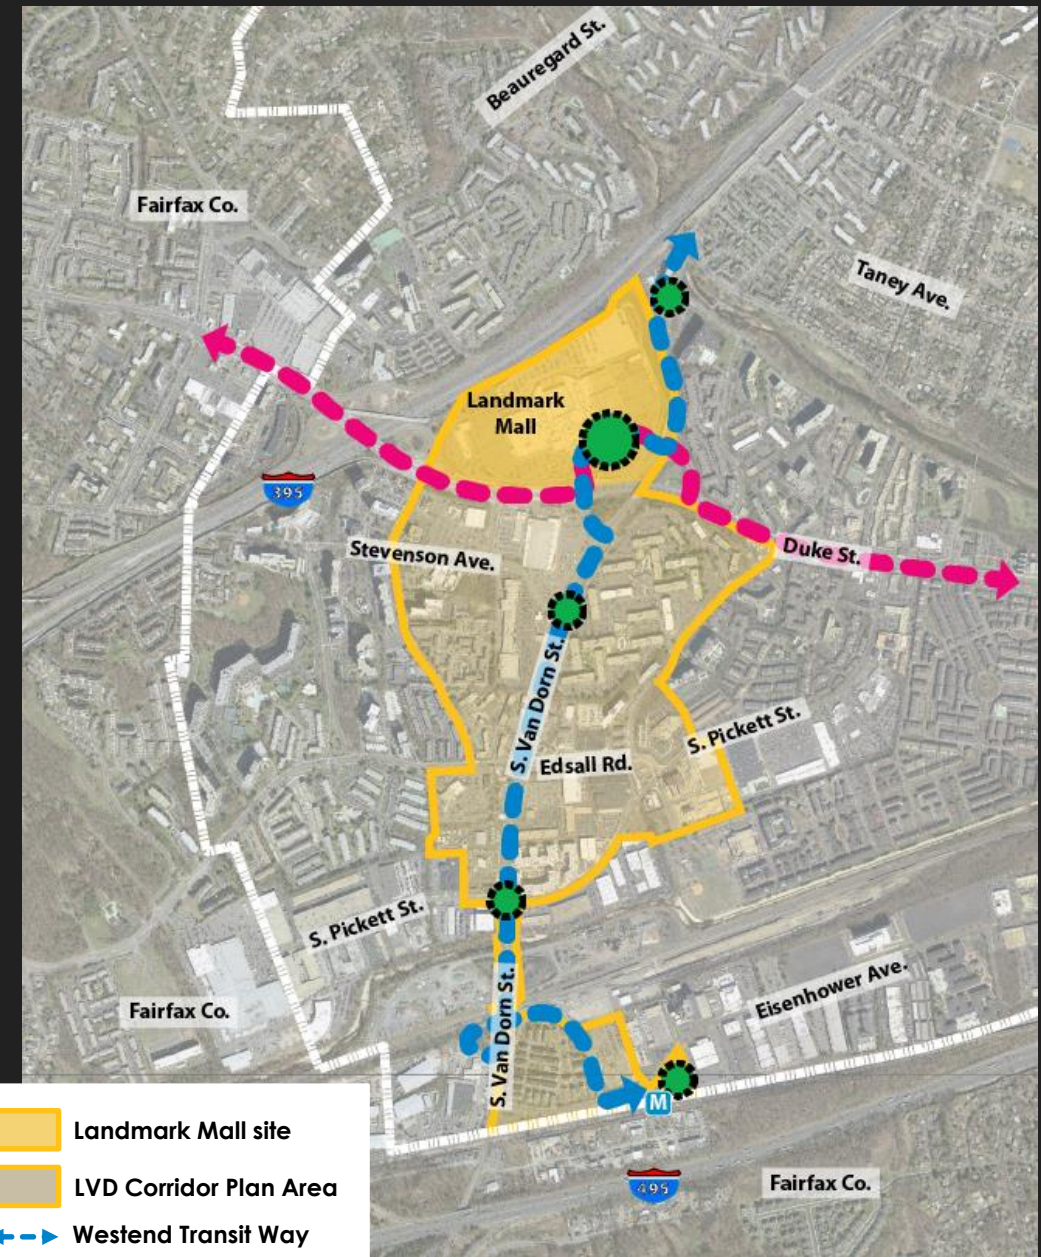 Beauregard St.
Fairfax Co.
Taney Ave.
Landmark
Mall
395
Stevenson Ave.
Duke St.
S. Van Dorn St.
S. Pickett St.
Edsall Rd.
S. Pickett St.
Eisenhower Ave.
Fairfax Co.
S. Van Dorn St.
M
495
Fairfax Co.
Landmark Mall site
LVD Corridor Plan Area
Westend Transit Way